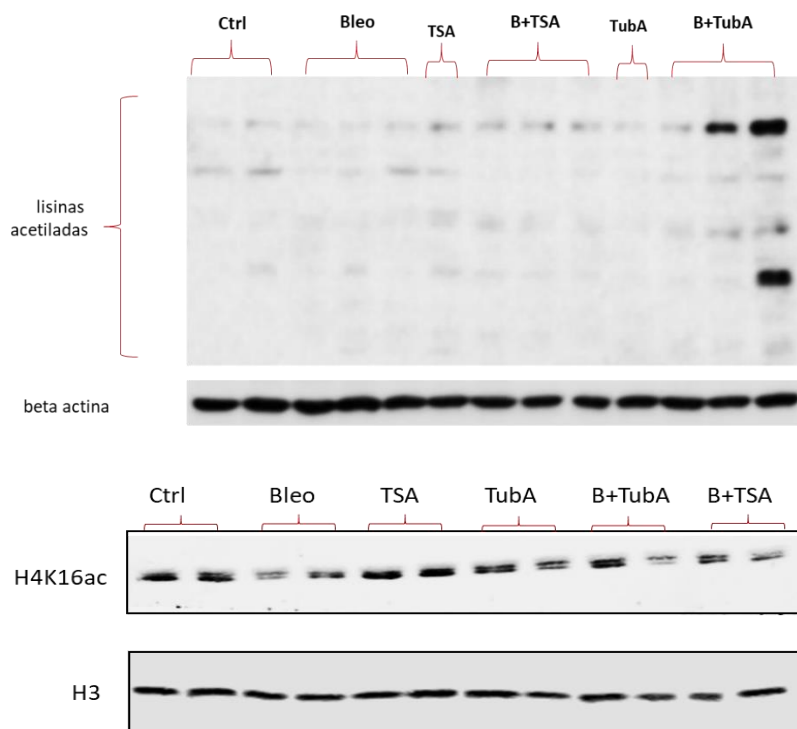 Ctrl Bleo TSA B+TSA TubA B+TubA
lisinas
acetiladas
beta actina
Ctrl Bleo TSA TubA B+TubA B+TSA
H4K16ac
H3